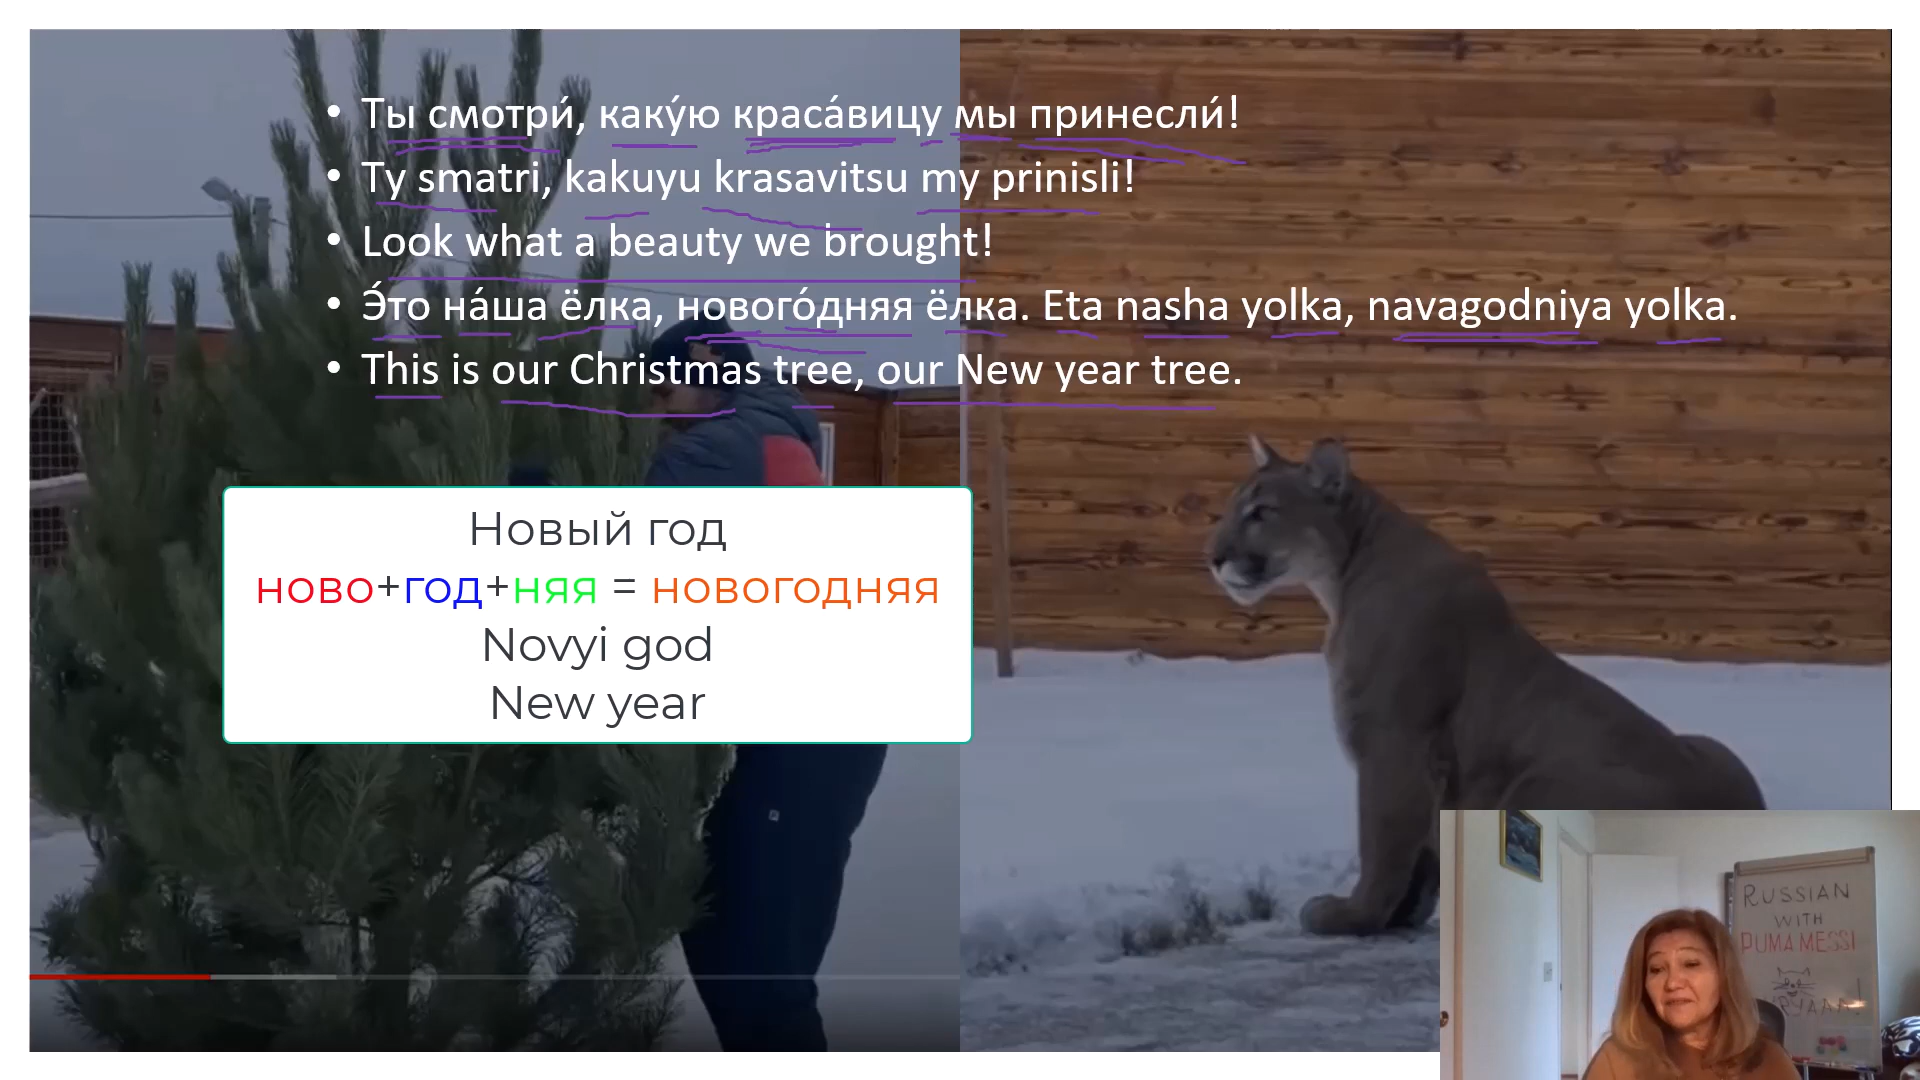 • Ты смотри́, каку́ю краса́вицу мы принесли́!
• Ty smatri, kakuyu krasavitsu my prinisli!
• Look what a beauty we brought!
• Э́то на́ша ёлка, нового́дняя ёлка. Eta nasha yolka, navagodniya yolka.
• This is our Christmas tree, our New year tree.
Новый год
ново+год+няя = новогодняя
Novyi god
New year
RUSSIAN
WITH
PUMA MESSI